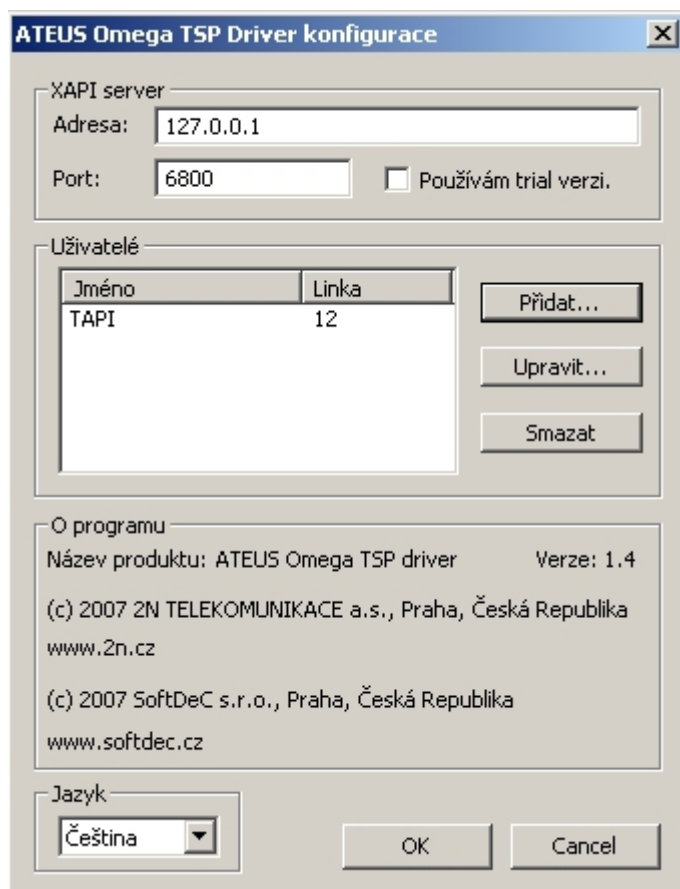 ATEUS Omega TSP Driver konfigurace
XAPI server
Adresa: 127.0.0.1
Port: 6800 Používám trial verzi.
Uživatelé
Jméno Linka
TAPI 12
Přidat...
Upravit...
Smazat
O programu
Název produktu: ATEUS Omega TSP driver Verze: 1.4
(c) 2007 2N TELEKOMUNIKACE a.s., Praha, Česká Republika
www.2n.cz
(c) 2007 SoftDeC s.r.o., Praha, Česká Republika
www.softdec.cz
Jazyk
Čeština
OK Cancel